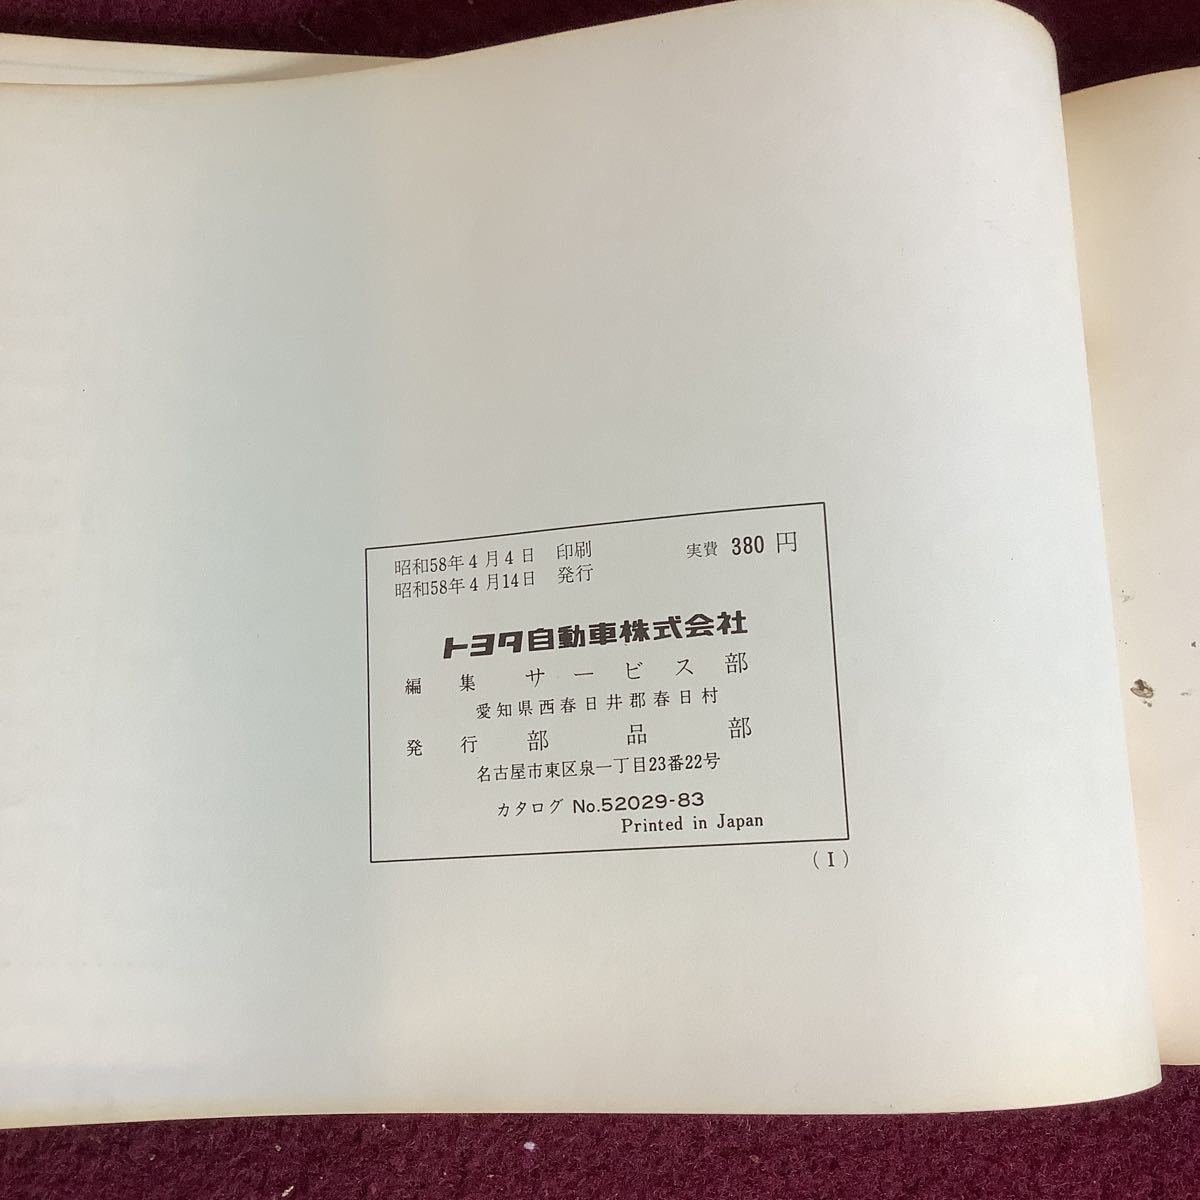 昭和58年4月4日 印刷 実費 380 円
昭和58年4月14日 発行
トヨタ自動車株式会社
編集 サービス部
愛知県西春日井郡春日村
発行 部品部
名古屋市東区泉一丁目23番22号
カタログ No.52029-83
Printed in Japan
(I)